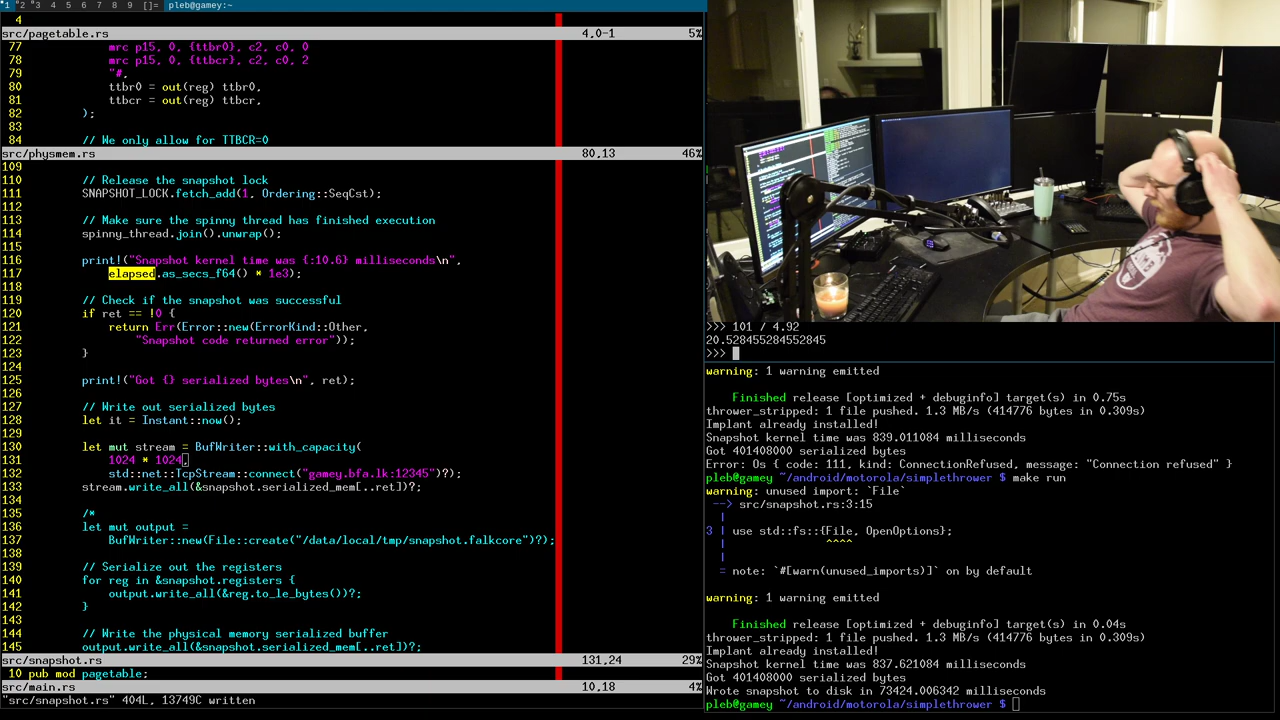 1 2 3 4 5 6 7 8 9 []= pleb@gamey:~
4
src/pagetable.rs 4,0-1 5%
77 mrc p15, 0, {ttbr0}, c2, c0, 0
78 mrc p15, 0, {ttbcr}, c2, c0, 2
79 "#,
80 ttbr0 = out(reg) ttbr0,
81 ttbcr = out(reg) ttbcr,
82 );
83
84 // We only allow for TTBCR=0
src/physmem.rs 80,13 46%
109
110 // Release the snapshot lock
111 SNAPSHOT_LOCK.fetch_add(1, Ordering::SeqCst);
112
113 // Make sure the spinny thread has finished execution
114 spinny_thread.join().unwrap();
115
116 print!("Snapshot kernel time was {:10.6} milliseconds\n",
117 elapsed.as_secs_f64() * 1e3);
118
119 // Check if the snapshot was successful
120 if ret == !0 {
121 return Err(Error::new(ErrorKind::Other,
122 "Snapshot code returned error"));
123 }
124
125 print!("Got {} serialized bytes\n", ret);
126
127 // Write out serialized bytes
128 let it = Instant::now();
129
130 let mut stream = BufWriter::with_capacity(
131 1024 * 1024,
132 std::net::TcpStream::connect("gamey.bfa.lk:12345")?);
133 stream.write_all(&snapshot.serialized_mem[..ret])?;
134
135 /*
136 let mut output =
137 BufWriter::new(File::create("/data/local/tmp/snapshot.falkcore")?);
138
139 // Serialize out the registers
140 for reg in &snapshot.registers {
141 output.write_all(&reg.to_le_bytes())?;
142 }
143
144 // Write the physical memory serialized buffer
145 output.write_all(&snapshot.serialized_mem[..ret])?;
src/snapshot.rs 131,24 29%
10 pub mod pagetable;
src/main.rs 10,18 4%
"src/snapshot.rs" 404L, 13749C written
>>> 101 / 4.92
20.528455284552845
>>>
warning: 1 warning emitted
Finished release [optimized + debuginfo] target(s) in 0.75s
thrower_stripped: 1 file pushed. 1.3 MB/s (414776 bytes in 0.309s)
Implant already installed!
Snapshot kernel time was 839.011084 milliseconds
Got 401408000 serialized bytes
Error: Os { code: 111, kind: ConnectionRefused, message: "Connection refused" }
pleb@gamey ~/android/motorola/simplethrower $ make run
warning: unused import: `File`
--> src/snapshot.rs:3:15
|
3 | use std::fs::{File, OpenOptions};
| ^^^^
|
= note: `#[warn(unused_imports)]` on by default
warning: 1 warning emitted
Finished release [optimized + debuginfo] target(s) in 0.04s
thrower_stripped: 1 file pushed. 1.3 MB/s (414776 bytes in 0.309s)
Implant already installed!
Snapshot kernel time was 837.621084 milliseconds
Got 401408000 serialized bytes
Wrote snapshot to disk in 73424.006342 milliseconds
pleb@gamey ~/android/motorola/simplethrower $